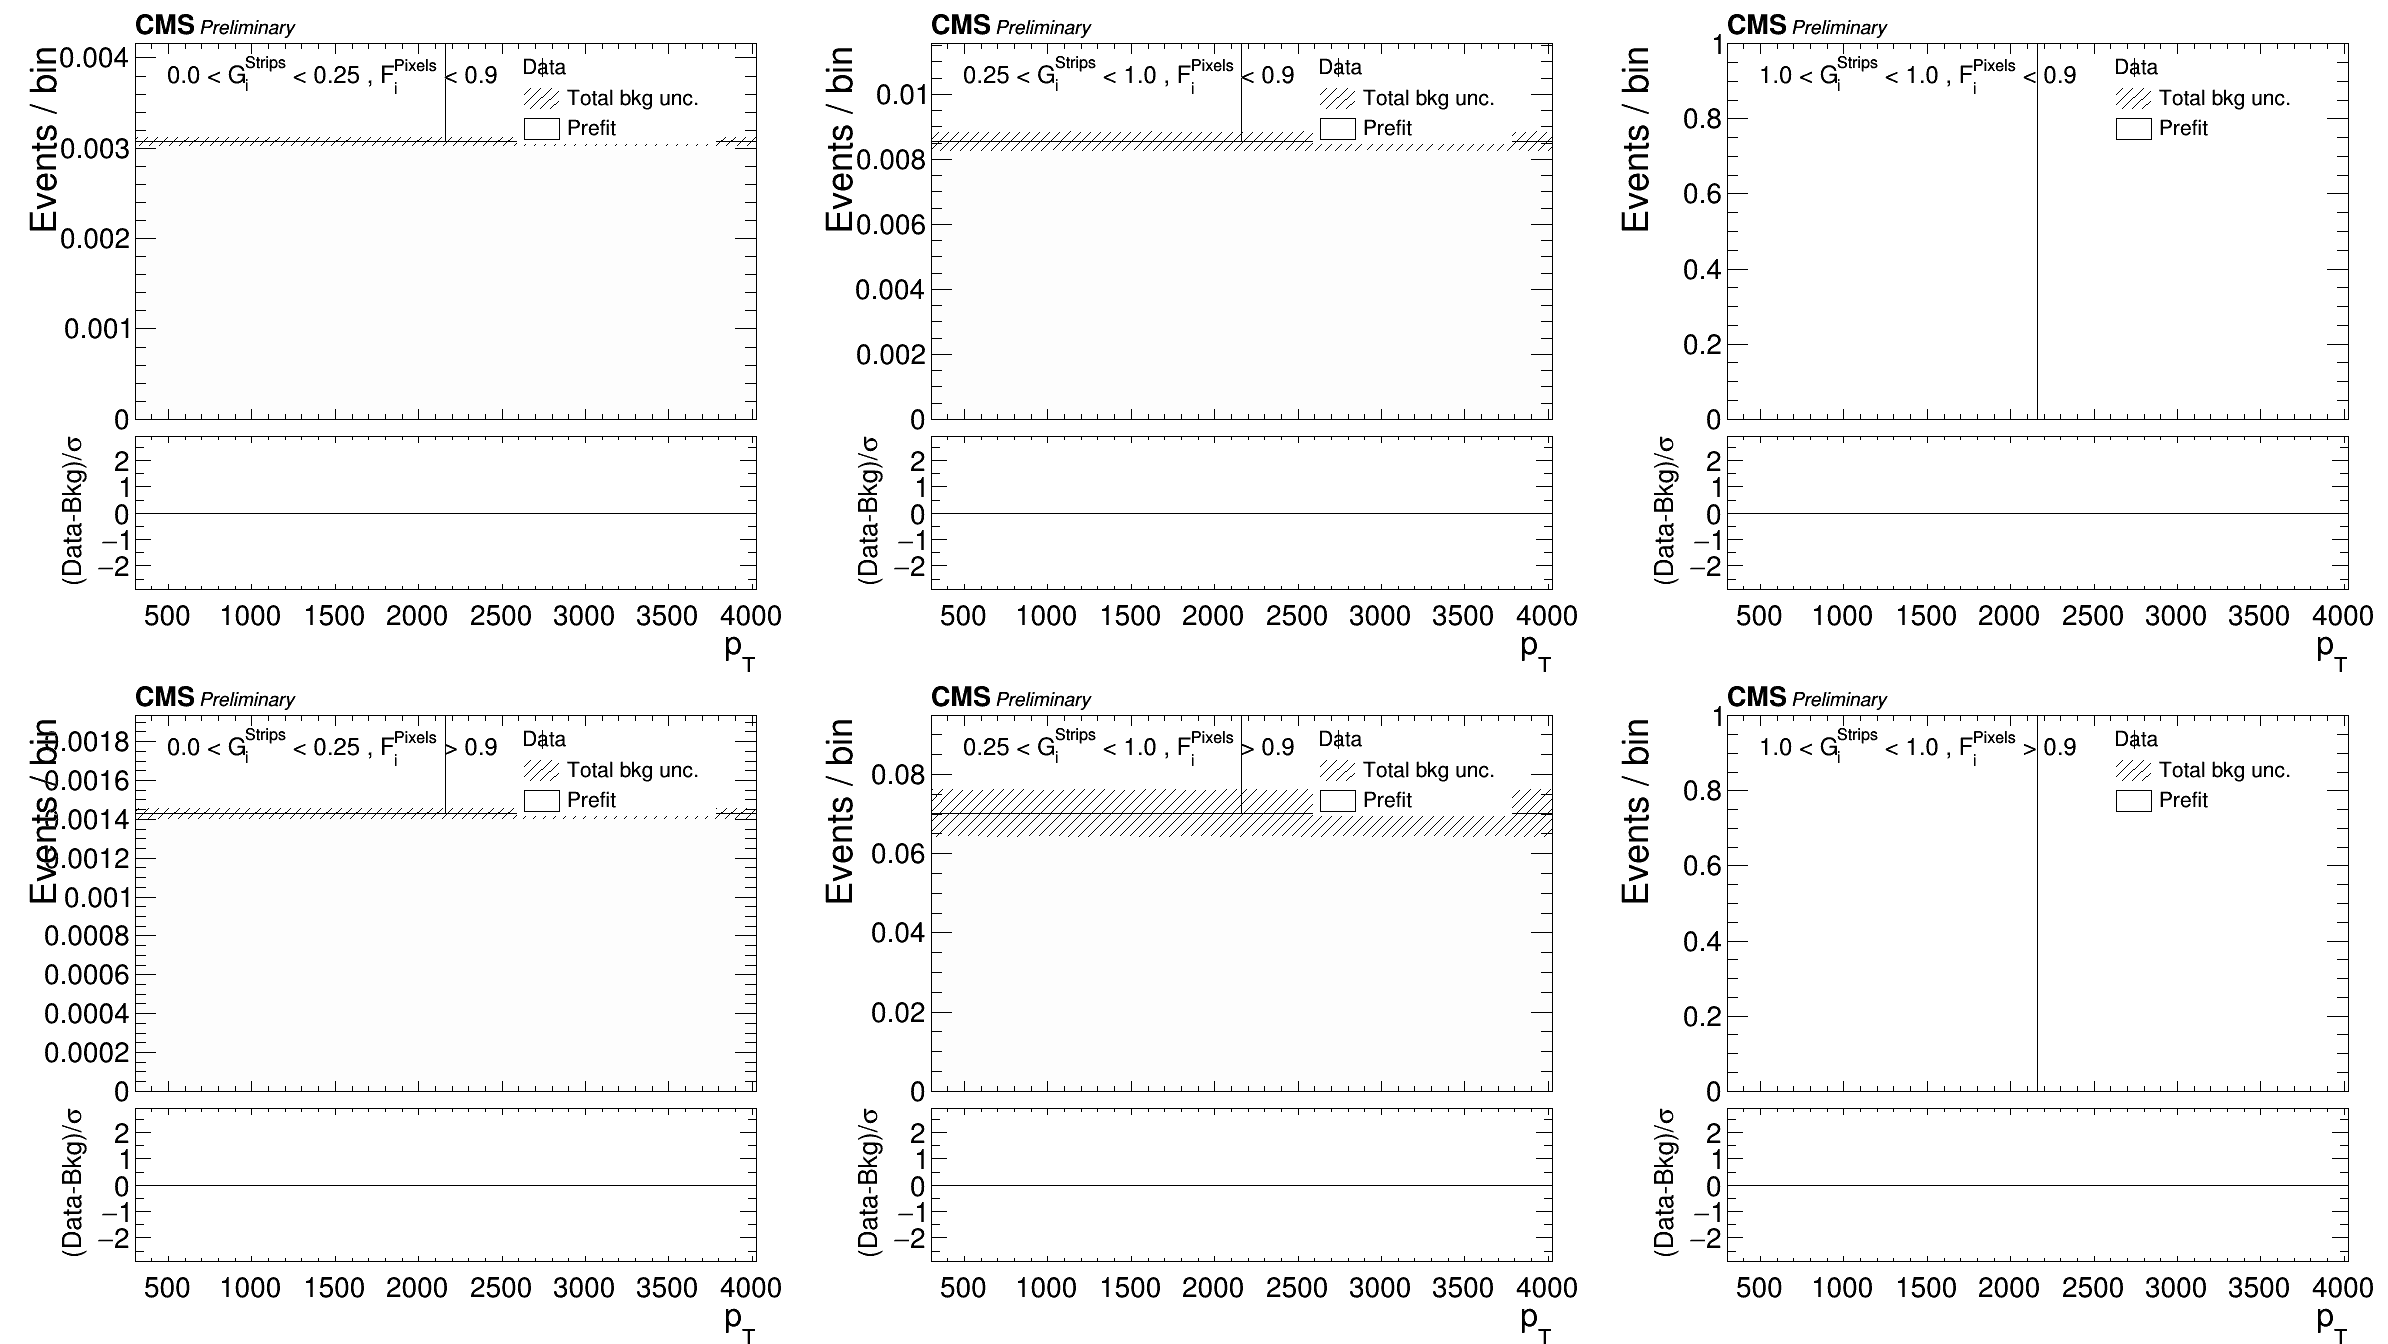 CMS Preliminary
0.0 < G_i^Strips < 0.25 , F_i^Pixels < 0.9
Data
Total bkg unc.
Prefit
Events / bin
0.004
0.003
0.002
0.001
0
(Data-Bkg)/σ
2
1
0
−1
−2
500 1000 1500 2000 2500 3000 3500 4000
p_T
CMS Preliminary
0.25 < G_i^Strips < 1.0 , F_i^Pixels < 0.9
Data
Total bkg unc.
Prefit
Events / bin
0.01
0.008
0.006
0.004
0.002
0
(Data-Bkg)/σ
2
1
0
−1
−2
500 1000 1500 2000 2500 3000 3500 4000
p_T
CMS Preliminary
1.0 < G_i^Strips < 1.0 , F_i^Pixels < 0.9
Data
Total bkg unc.
Prefit
Events / bin
1
0.8
0.6
0.4
0.2
0
(Data-Bkg)/σ
2
1
0
−1
−2
500 1000 1500 2000 2500 3000 3500 4000
p_T
CMS Preliminary
0.0 < G_i^Strips < 0.25 , F_i^Pixels > 0.9
Data
Total bkg unc.
Prefit
Events / bin
0.0018
0.0016
0.0014
0.0012
0.001
0.0008
0.0006
0.0004
0.0002
0
(Data-Bkg)/σ
2
1
0
−1
−2
500 1000 1500 2000 2500 3000 3500 4000
p_T
CMS Preliminary
0.25 < G_i^Strips < 1.0 , F_i^Pixels > 0.9
Data
Total bkg unc.
Prefit
Events / bin
0.08
0.06
0.04
0.02
0
(Data-Bkg)/σ
2
1
0
−1
−2
500 1000 1500 2000 2500 3000 3500 4000
p_T
CMS Preliminary
1.0 < G_i^Strips < 1.0 , F_i^Pixels > 0.9
Data
Total bkg unc.
Prefit
Events / bin
1
0.8
0.6
0.4
0.2
0
(Data-Bkg)/σ
2
1
0
−1
−2
500 1000 1500 2000 2500 3000 3500 4000
p_T